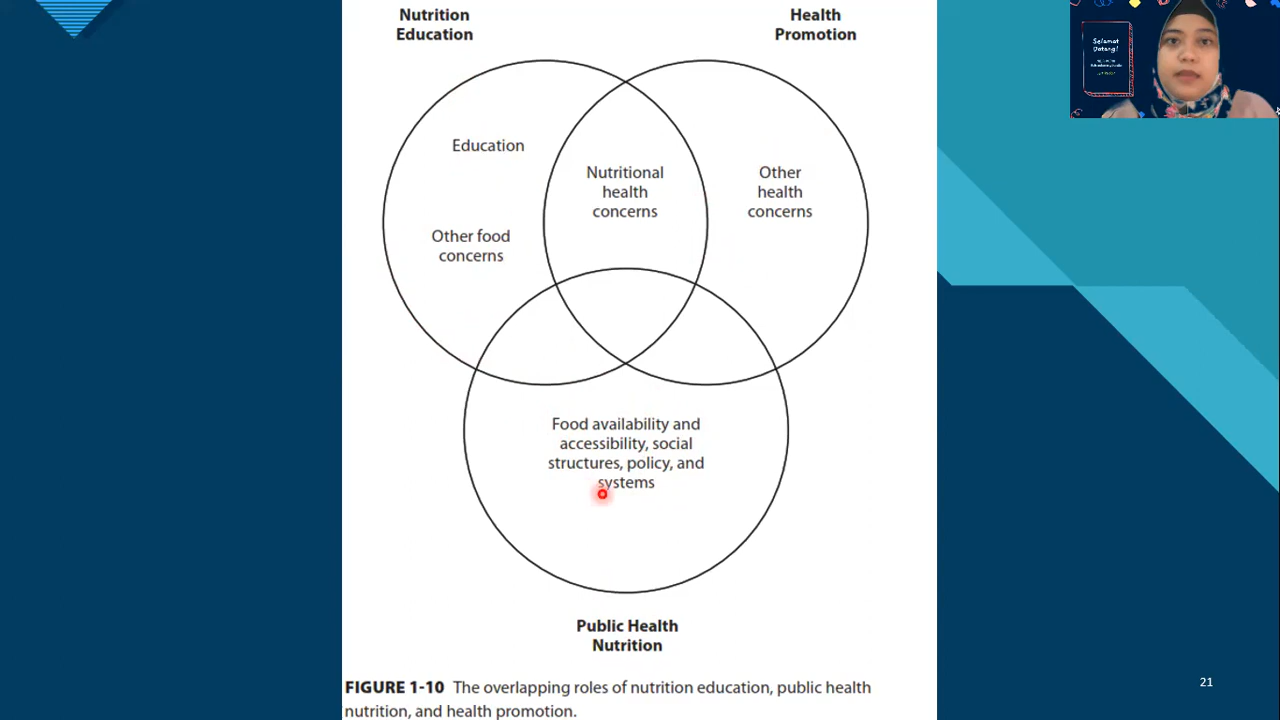 Nutrition
Education
Health
Promotion
Selamat
Datang!
Education
Nutritional
health
concerns
Other
health
concerns
Other food
concerns
Food availability and
accessibility, social
structures, policy, and
systems
Public Health
Nutrition
FIGURE 1-10 The overlapping roles of nutrition education, public health
nutrition, and health promotion.
21